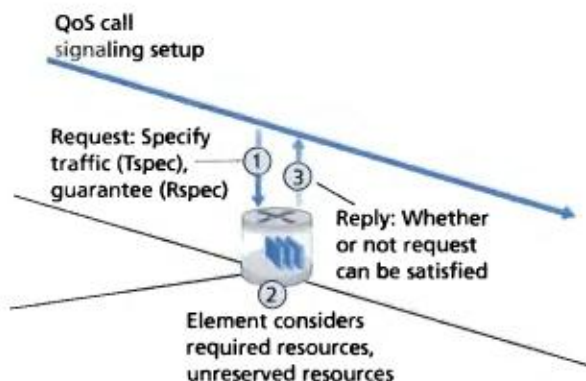 QoS call
signaling setup
Request: Specify
traffic (Tspec),
guarantee (Rspec)
1
3
Reply: Whether
or not request
can be satisfied
2
Element considers
required resources,
unreserved resources